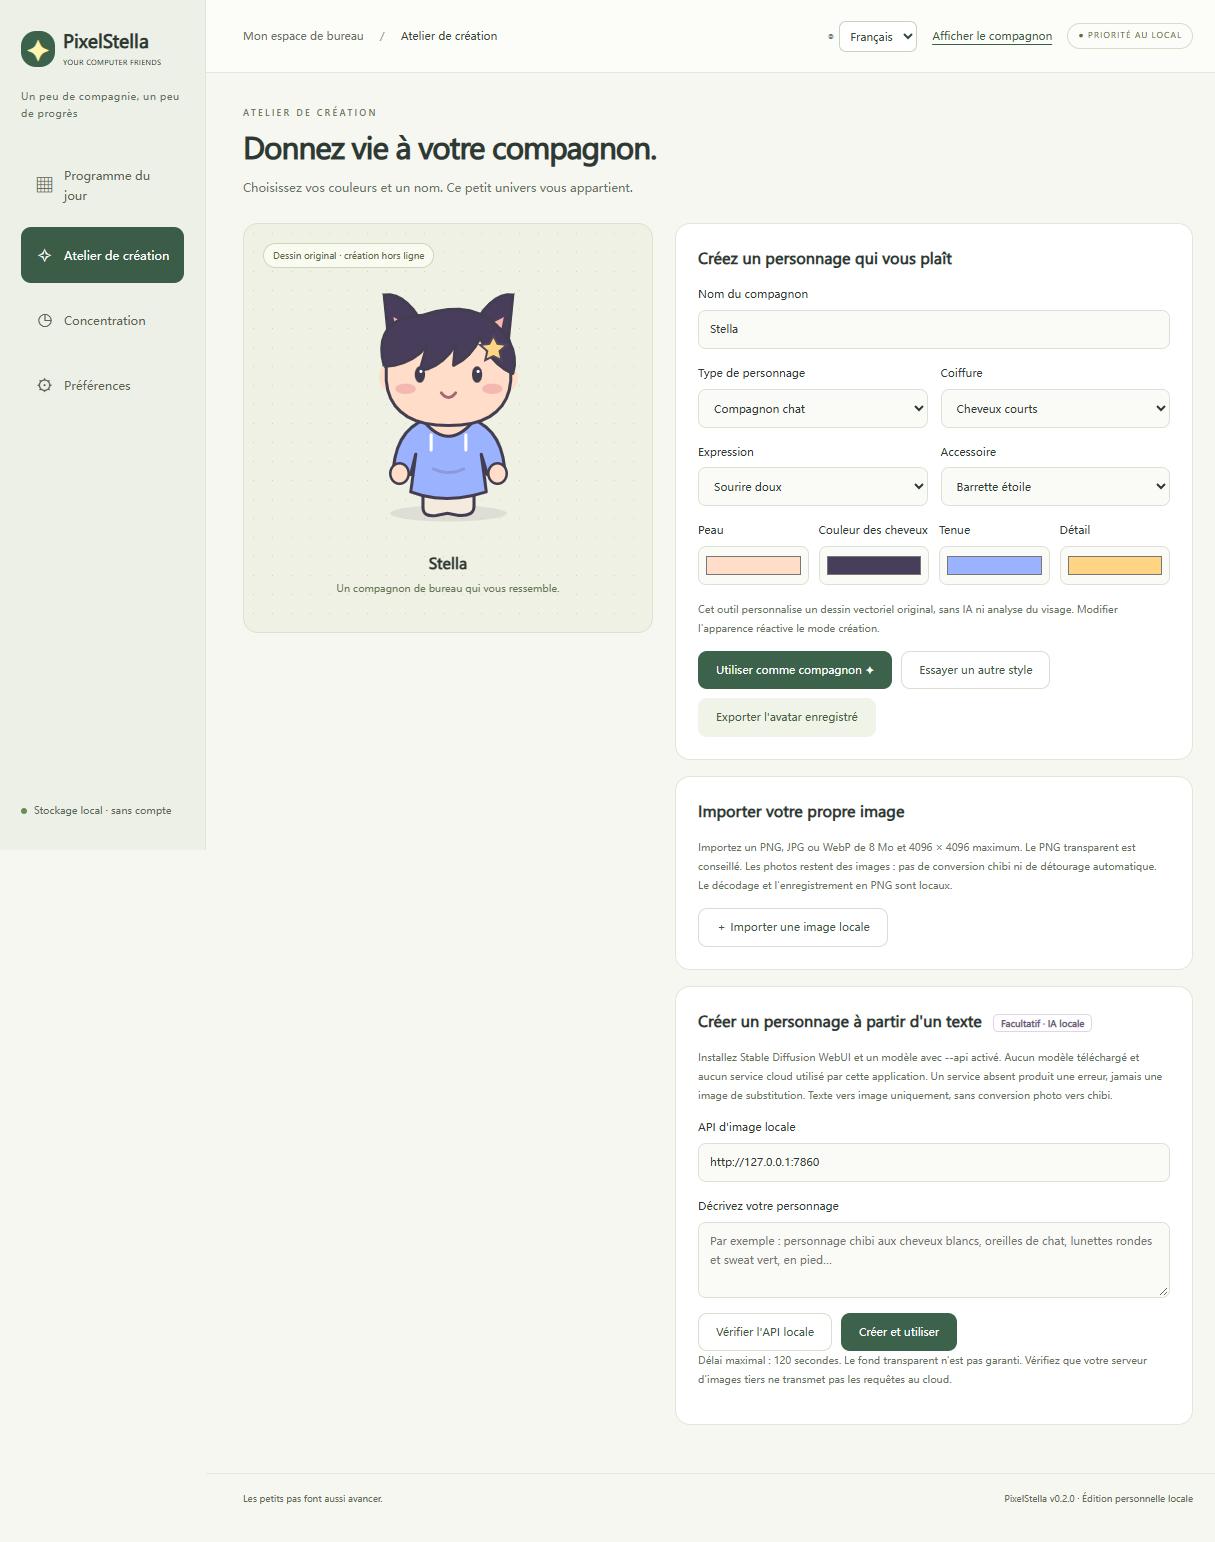 PixelStella
YOUR COMPUTER FRIENDS
Un peu de compagnie, un peu
de progrès
Programme du
jour
Atelier de création
Concentration
Préférences
Stockage local · sans compte
Mon espace de bureau / Atelier de création
Français
Afficher le compagnon
• PRIORITÉ AU LOCAL
ATELIER DE CRÉATION
Donnez vie à votre compagnon.
Choisissez vos couleurs et un nom. Ce petit univers vous appartient.
Dessin original · création hors ligne
Stella
Un compagnon de bureau qui vous ressemble.
Créez un personnage qui vous plaît
Nom du compagnon
Stella
Type de personnage
Coiffure
Compagnon chat
Cheveux courts
Expression
Accessoire
Sourire doux
Barrette étoile
Peau
Couleur des cheveux
Tenue
Détail
Cet outil personnalise un dessin vectoriel original, sans IA ni analyse du visage. Modifier
l'apparence réactive le mode création.
Utiliser comme compagnon ✦
Essayer un autre style
Exporter l'avatar enregistré
Importer votre propre image
Importez un PNG, JPG ou WebP de 8 Mo et 4096 × 4096 maximum. Le PNG transparent est
conseillé. Les photos restent des images : pas de conversion chibi ni de détourage automatique.
Le décodage et l'enregistrement en PNG sont locaux.
+ Importer une image locale
Créer un personnage à partir d'un texte
Facultatif · IA locale
Installez Stable Diffusion WebUI et un modèle avec --api activé. Aucun modèle téléchargé et
aucun service cloud utilisé par cette application. Un service absent produit une erreur, jamais une
image de substitution. Texte vers image uniquement, sans conversion photo vers chibi.
API d'image locale
http://127.0.0.1:7860
Décrivez votre personnage
Par exemple : personnage chibi aux cheveux blancs, oreilles de chat, lunettes rondes
et sweat vert, en pied…
Vérifier l'API locale
Créer et utiliser
Délai maximal : 120 secondes. Le fond transparent n'est pas garanti. Vérifiez que votre serveur
d'images tiers ne transmet pas les requêtes au cloud.
Les petits pas font aussi avancer.
PixelStella v0.2.0 · Édition personnelle locale